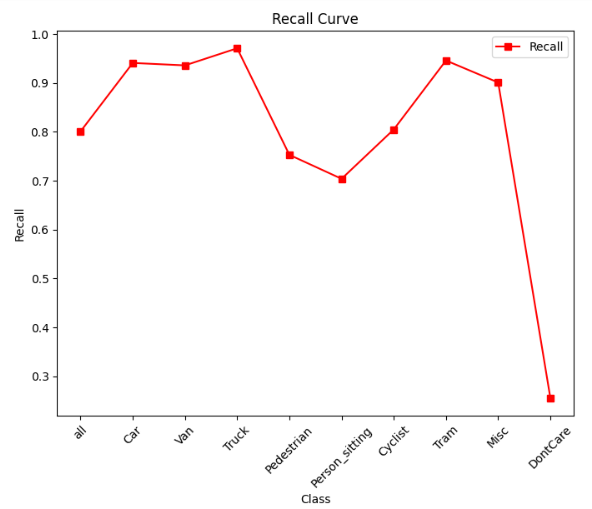 Recall Curve
Recall
1.0
0.9
0.8
0.7
0.6
0.5
0.4
0.3
Recall
all
Car
Van
Truck
Pedestrian
Person_sitting
Cyclist
Tram
Misc
DontCare
Class